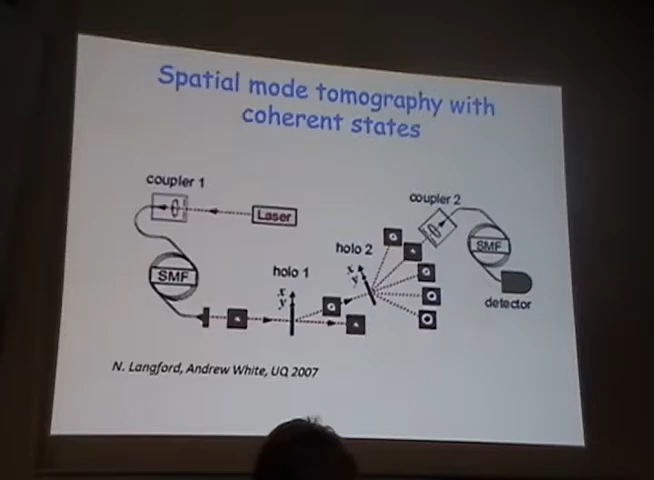 Spatial mode tomography with
coherent states
coupler 1
Laser
SMF
holo 1
x
y
holo 2
x
y
coupler 2
SMF
detector
N. Langford, Andrew White, UQ 2007